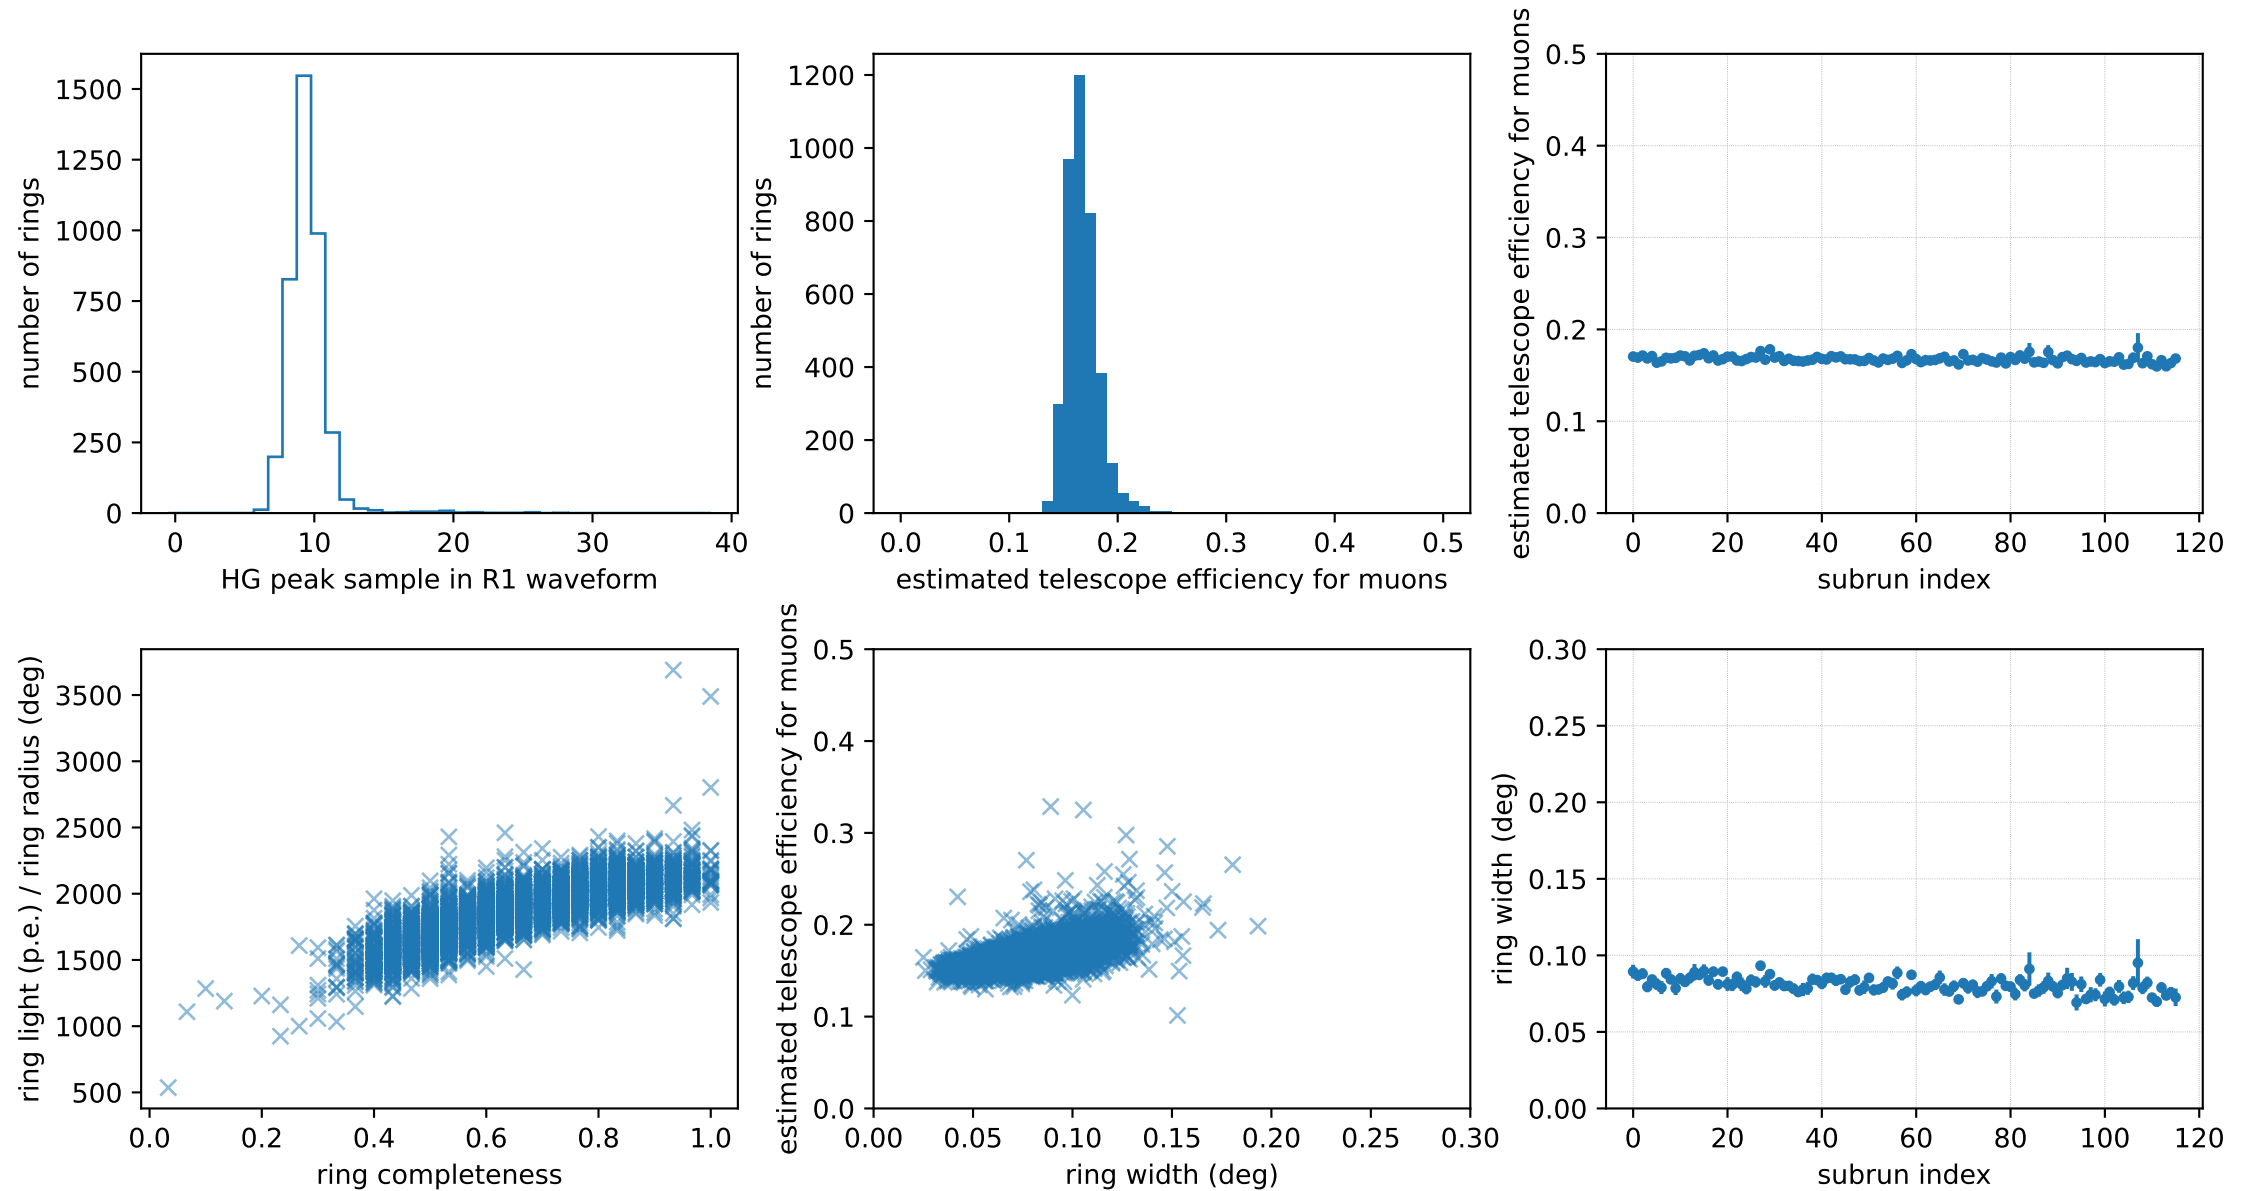 number of rings
1500
1250
1000
750
500
250
0
0 10 20 30 40
HG peak sample in R1 waveform
number of rings
1200
1000
800
600
400
200
0
0.0 0.1 0.2 0.3 0.4 0.5
estimated telescope efficiency for muons
estimated telescope efficiency for muons
0.5
0.4
0.3
0.2
0.1
0.0
0 20 40 60 80 100 120
subrun index
ring light (p.e.) / ring radius (deg)
3500
3000
2500
2000
1500
1000
500
0.0 0.2 0.4 0.6 0.8 1.0
ring completeness
estimated telescope efficiency for muons
0.5
0.4
0.3
0.2
0.1
0.0
0.00 0.05 0.10 0.15 0.20 0.25 0.30
ring width (deg)
ring width (deg)
0.30
0.25
0.20
0.15
0.10
0.05
0.00
0 20 40 60 80 100 120
subrun index